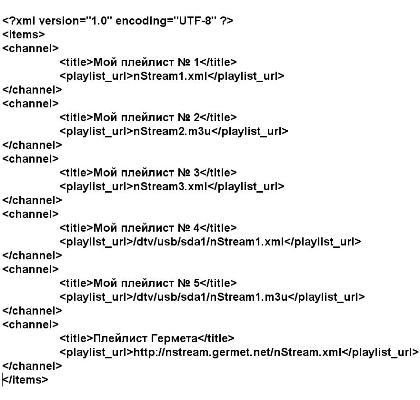 <?xml version="1.0" encoding="UTF-8" ?>
<items>
<channel>
<title>Мой плейлист № 1</title>
<playlist_url>nStream1.xml</playlist_url>
</channel>
<channel>
<title>Мой плейлист № 2</title>
<playlist_url>nStream2.m3u</playlist_url>
</channel>
<channel>
<title>Мой плейлист № 3</title>
<playlist_url>nStream3.xml</playlist_url>
</channel>
<channel>
<title>Мой плейлист № 4</title>
<playlist_url>/dtv/usb/sda1/nStream1.xml</playlist_url>
</channel>
<channel>
<title>Мой плейлист № 5</title>
<playlist_url>/dtv/usb/sda1/nStream1.m3u</playlist_url>
</channel>
<channel>
<title>Плейлист Гермета</title>
<playlist_url>http://nstream.germet.net/nStream.xml</playlist_url>
</channel>
</items>